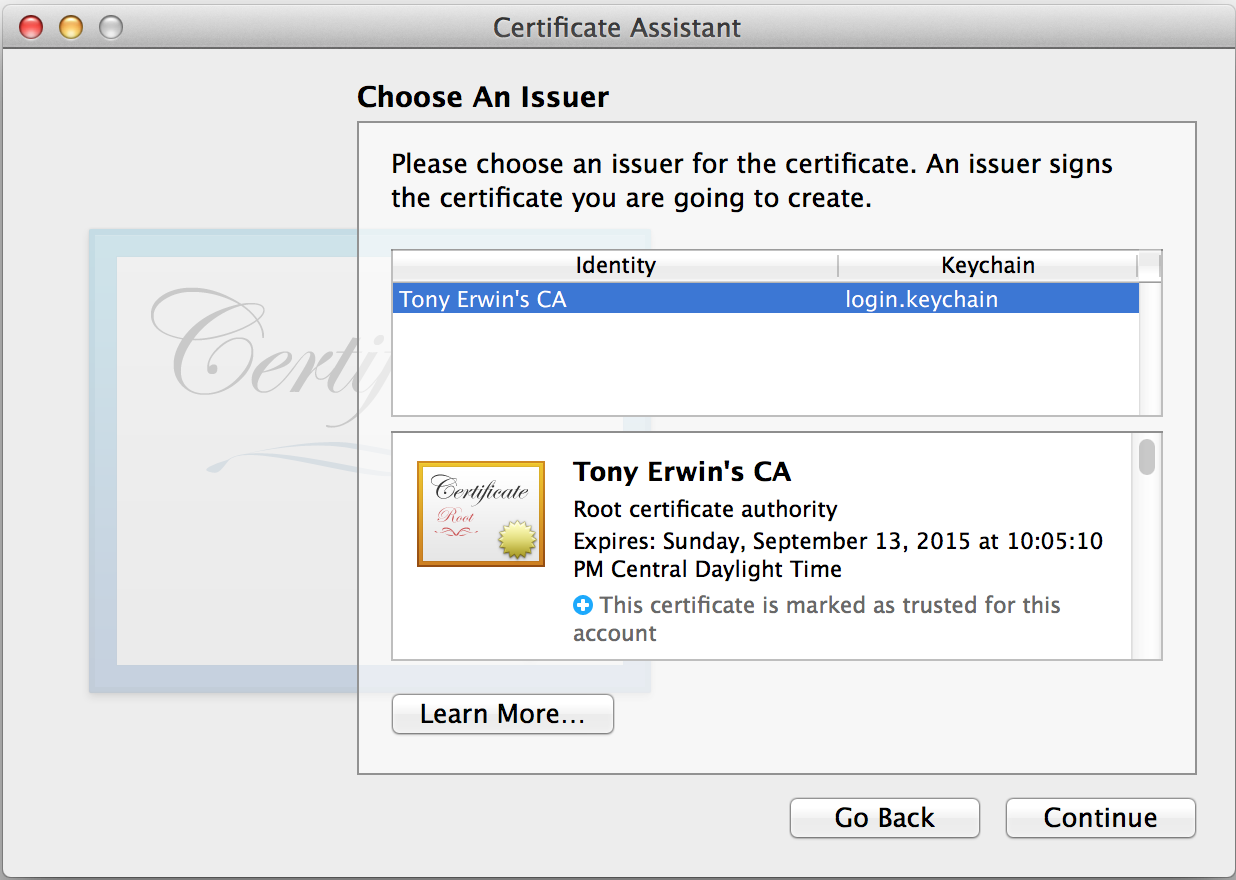 Certificate Assistant
Choose An Issuer
Please choose an issuer for the certificate. An issuer signs
the certificate you are going to create.
Identity Keychain
Tony Erwin's CA login.keychain
Certif
Certificate
Root
Tony Erwin's CA
Root certificate authority
Expires: Sunday, September 13, 2015 at 10:05:10
PM Central Daylight Time
This certificate is marked as trusted for this
account
Learn More...
Go Back Continue